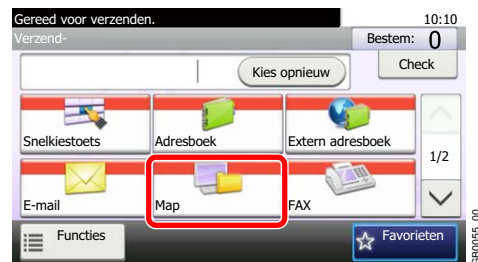 Gereed voor verzenden.
10:10
Verzend-
Bestem: 0
Kies opnieuw
Check
Snelkiestoets
Adresboek
Extern adresboek
1/2
E-mail
Map
FAX
Functies
Favorieten
GB0055_00